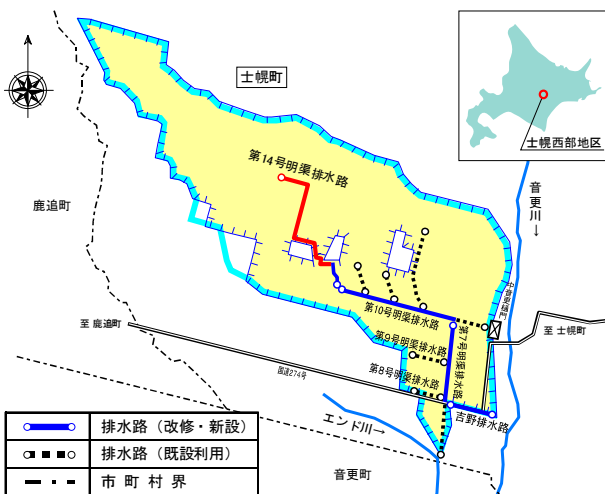 士幌町
士幌西部地区
音更川→
第14号明渠排水路
鹿追町
中音更樋門
第10号明渠排水路
至 鹿追町
至 士幌町
第9号明渠排水路
第7号明渠排水路
第8号明渠排水路
国道274号
吉野排水路
エンド川→
音更町
排水路（改修・新設）
排水路（既設利用）
市町村界